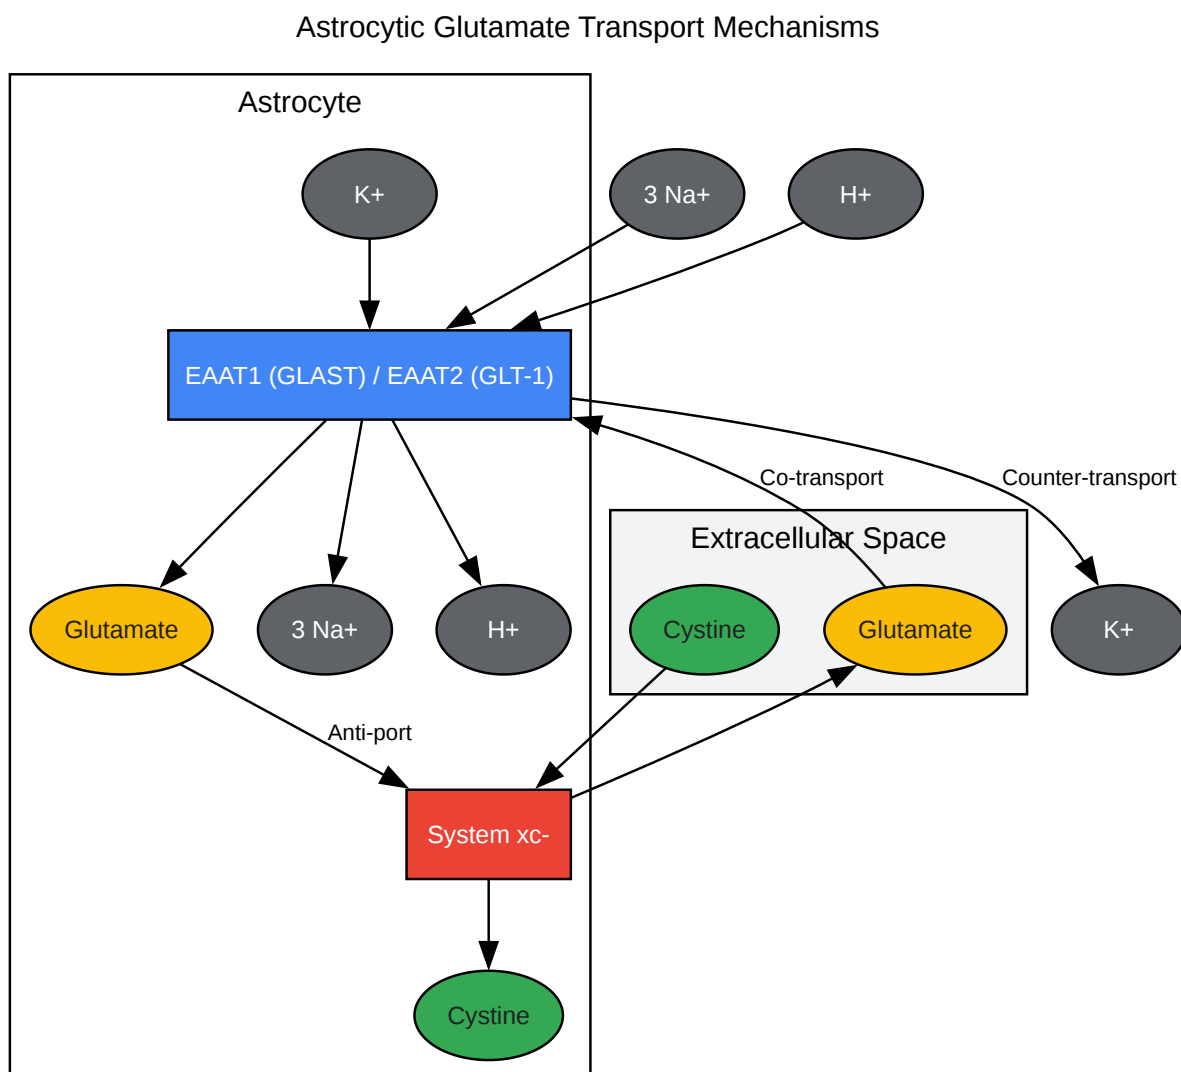 Astrocytic Glutamate Transport Mechanisms
Astrocyte
K+
3 Na+
H+
EAAT1 (GLAST) / EAAT2 (GLT-1)
Co-transport
Counter-transport
Extracellular Space
Glutamate
3 Na+
H+
Cystine
Glutamate
K+
Anti-port
System xc-
Cystine